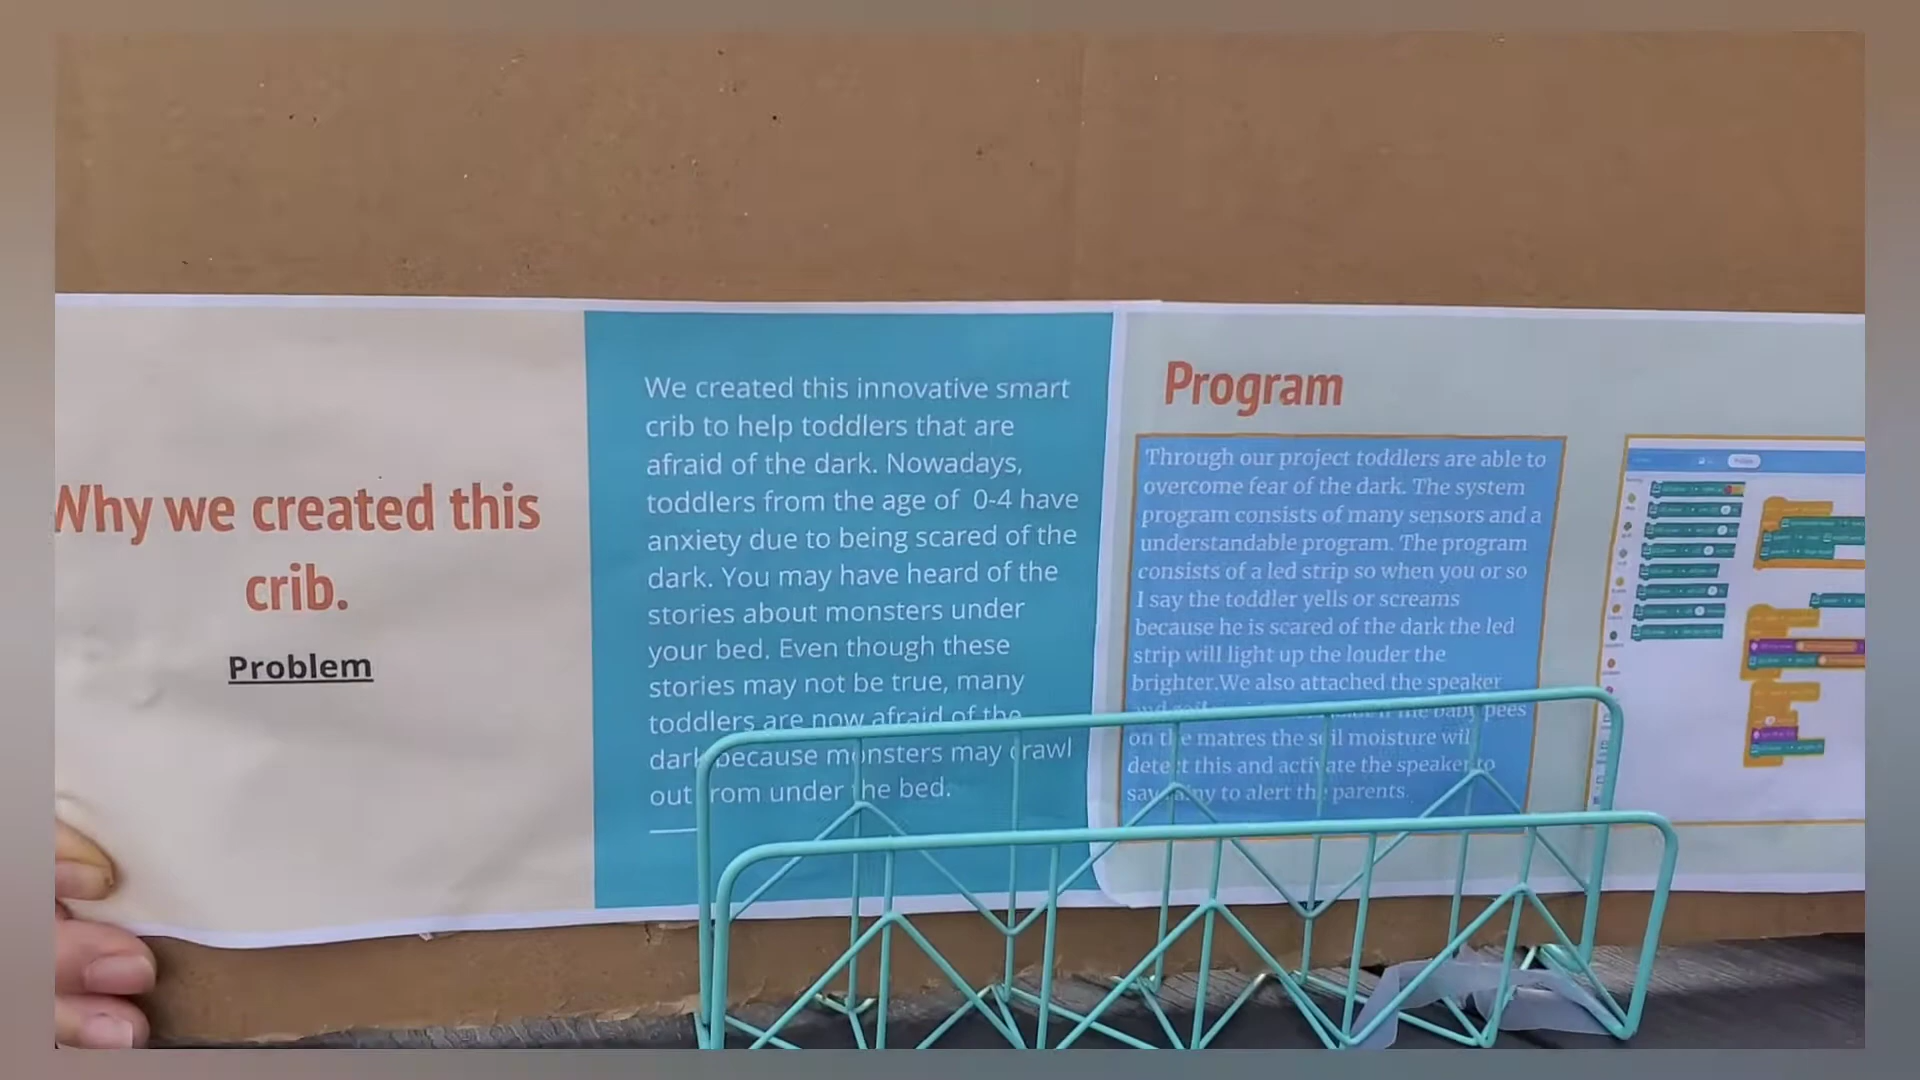 Why we created this
crib.
Problem
We created this innovative smart
crib to help toddlers that are
afraid of the dark. Nowadays,
toddlers from the age of 0-4 have
anxiety due to being scared of the
dark. You may have heard of the
stories about monsters under
your bed. Even though these
stories may not be true, many
toddlers are now afraid of the
dark because monsters may crawl
out from under the bed.
Program
Through our project toddlers are able to
overcome fear of the dark. The system
program consists of many sensors and a
understandable program. The program
consists of a led strip so when you or so
I say the toddler yells or screams
because he is scared of the dark the led
strip will light up the louder the
brighter.We also attached the speaker
the baby pees
on the matres the soil moisture will
detect this and activate the speaker to
say to alert the parents.